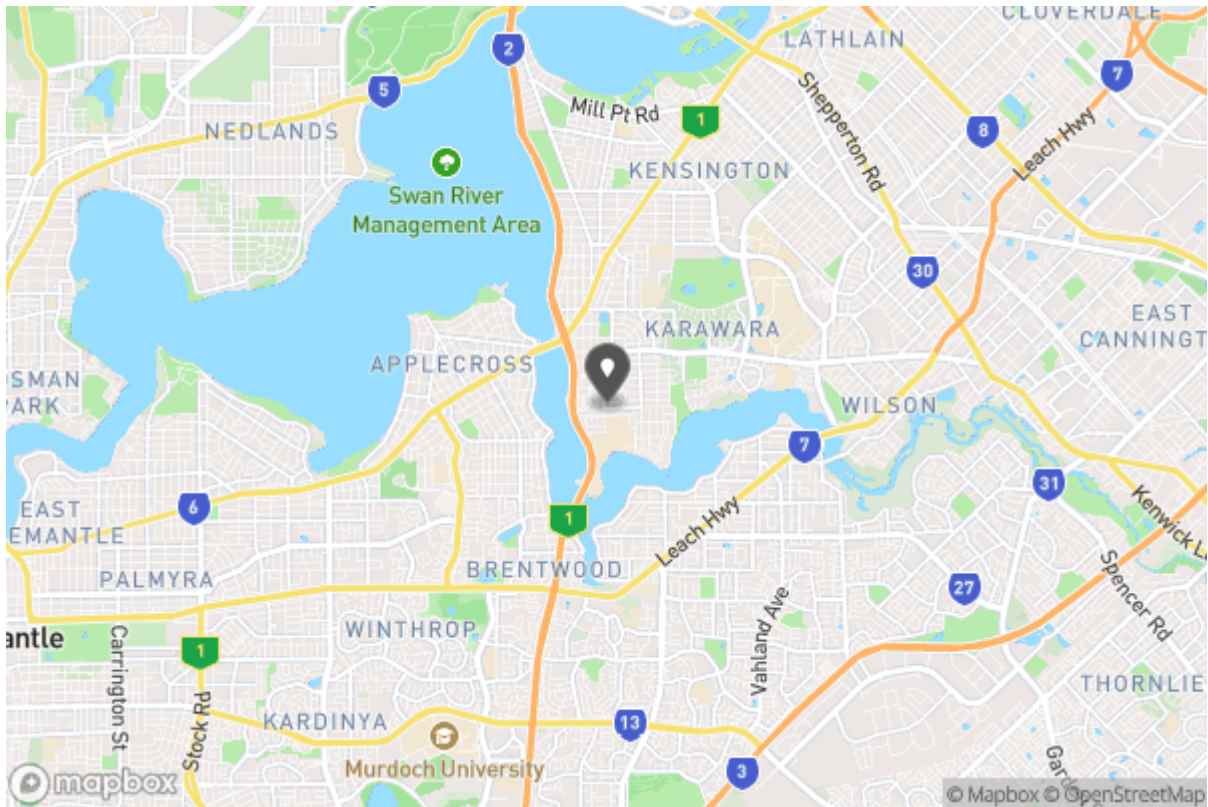 CLOVERDALE
2
LATHLAIN
7
5
Mill Pt Rd
1
Shepperton Rd
8
NEDLANDS
Leach Hwy
KENSINGTON
Swan River
Management Area
30
KARAWARA
EAST
CANNINGT
APPLECROSS
OSMAN
PARK
WILSON
7
31
6
EAST
EMANTLE
1
Kenwick L
Leach Hwy
BRENTWOOD
PALMYRA
27
Spencer Rd
WINTHROP
Vahland Ave
antle
Carrington St
1
THORNLIE
Stock Rd
KARDINYA
13
Murdoch University
3
mapbox
© Mapbox © OpenStreetMap